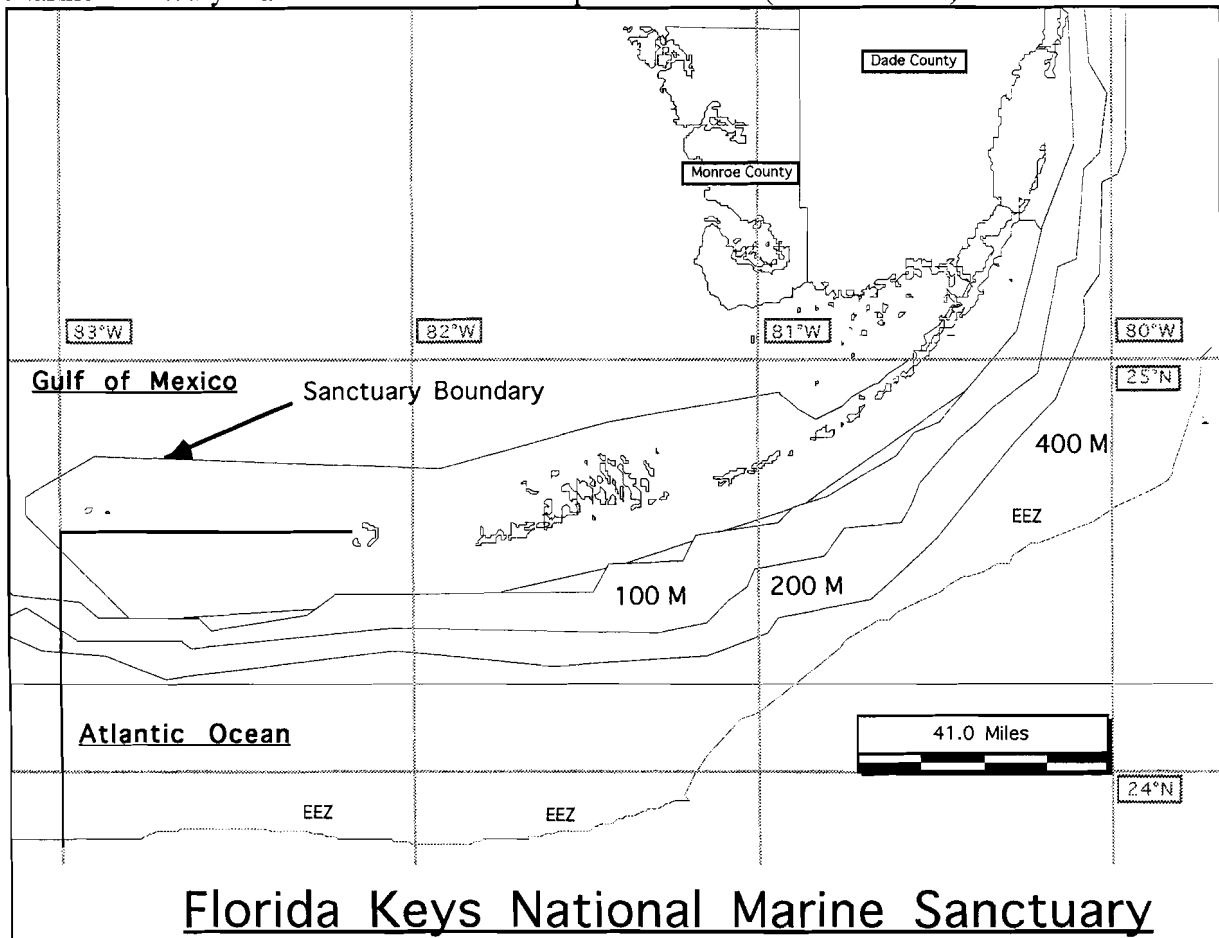 Dade County
Monroe County
83°W
82°W
81°W
80°W
Gulf of Mexico
25°N
Sanctuary Boundary
400 M
EEZ
100 M
200 M
Atlantic Ocean
41.0 Miles
24°N
EEZ
EEZ
Florida Keys National Marine Sanctuary